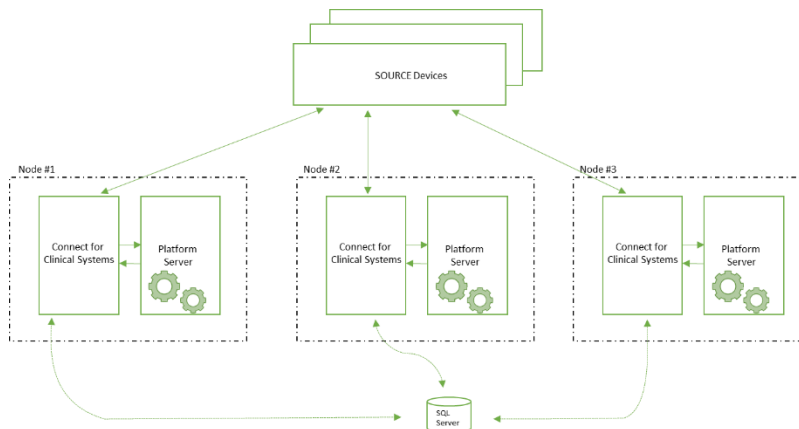 SOURCE Devices
Node #1
Node #2
Node #3
Connect for
Clinical Systems
Platform
Server
Connect for
Clinical Systems
Platform
Server
Connect for
Clinical Systems
Platform
Server
SQL
Server